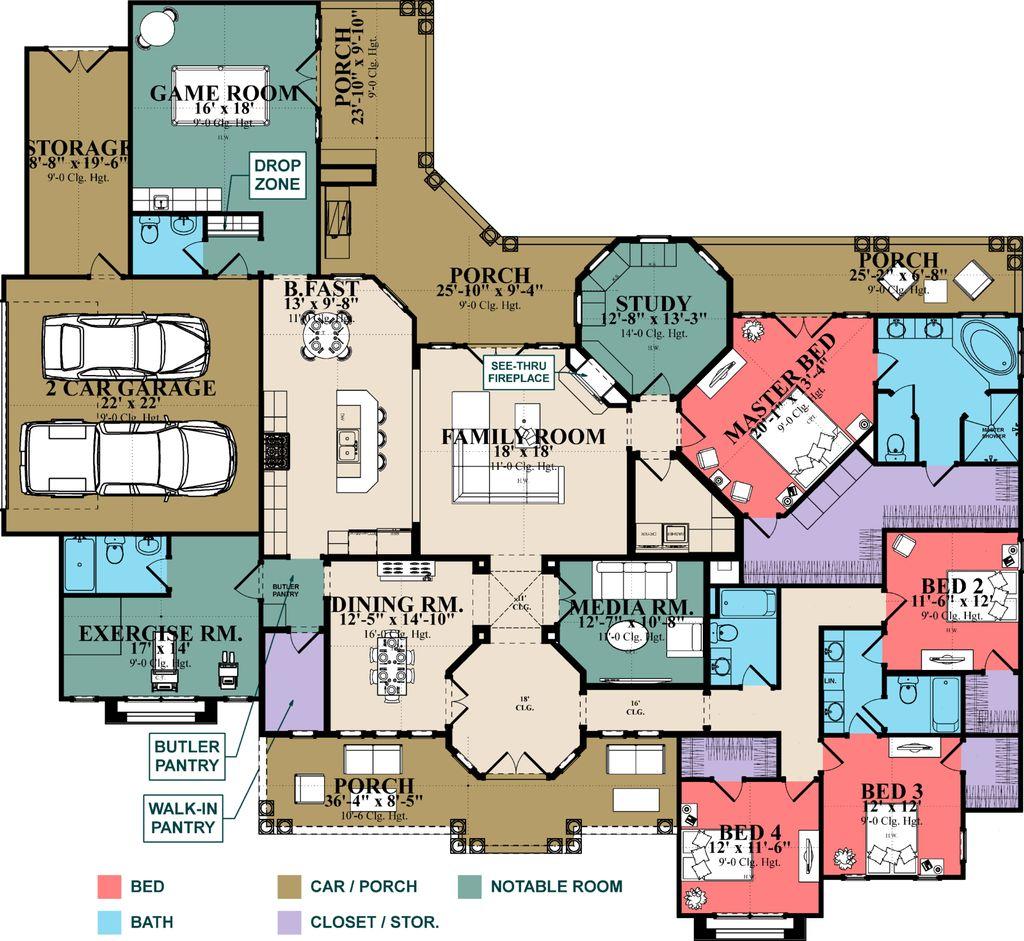 GAME ROOM
16' x 18'
9'-0 Clg. Hgt.
H.W.
PORCH
23'-10" x 9'-10"
9'-0 Clg. Hgt.
STORAGE
8'-8" x 19'-6"
9'-0 Clg. Hgt.
DROP
ZONE
PORCH
25'-10" x 9'-4"
9'-0 Clg. Hgt.
PORCH
25'-2" x 6'-8"
9'-0 Clg. Hgt.
B.FAST
13' x 9'-8"
11'-0 Clg. Hgt.
STUDY
12'-8" x 13'-3"
14'-0 Clg. Hgt.
H.W.
SEE-THRU
FIREPLACE
2 CAR GARAGE
22' x 22'
9'-0 Clg. Hgt.
FAMILY ROOM
18' x 18'
11'-0 Clg. Hgt.
H.W.
MASTER BED
20'-1" x 13'-4"
9'-0 Clg. Hgt.
MASTER
SHOWER
DRYER
WASHER
BUTLER
PANTRY
DINING RM.
12'-5" x 14'-10"
16'-0 Clg. Hgt.
11'
CLG.
MEDIA RM.
12'-7" x 10'-8"
11'-0 Clg. Hgt.
BED 2
11'-6" x 12'
9'-0 Clg. Hgt.
EXERCISE RM.
17' x 14'
9'-0 Clg. Hgt.
LIN.
18'
CLG.
16'
CLG.
BUTLER
PANTRY
WALK-IN
PANTRY
PORCH
36'-4" x 8'-5"
10'-6 Clg. Hgt.
BED 3
12' x 12'
9'-0 Clg. Hgt.
BED 4
12' x 11'-6"
9'-0 Clg. Hgt.
BED
CAR / PORCH
NOTABLE ROOM
BATH
CLOSET / STOR.